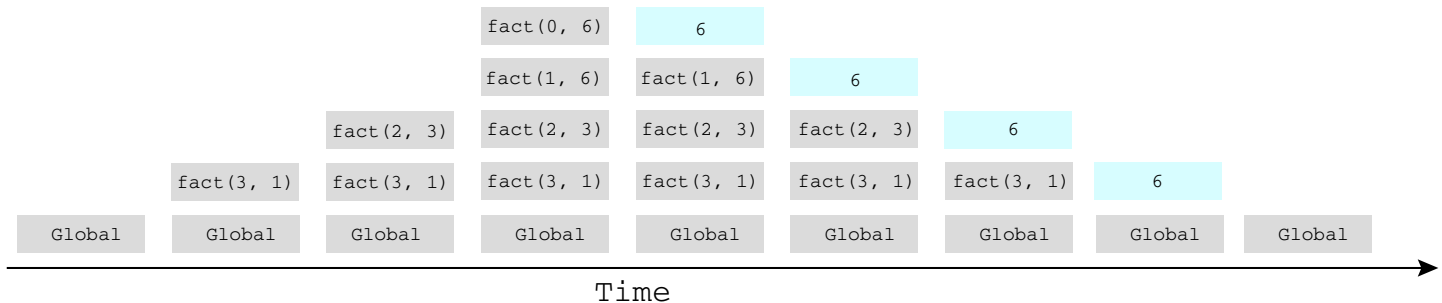 fact(0, 6) 6
fact(1, 6) fact(1, 6) 6
fact(2, 3) fact(2, 3) fact(2, 3) fact(2, 3) 6
fact(3, 1) fact(3, 1) fact(3, 1) fact(3, 1) fact(3, 1) fact(3, 1) 6
Global Global Global Global Global Global Global Global Global
Time